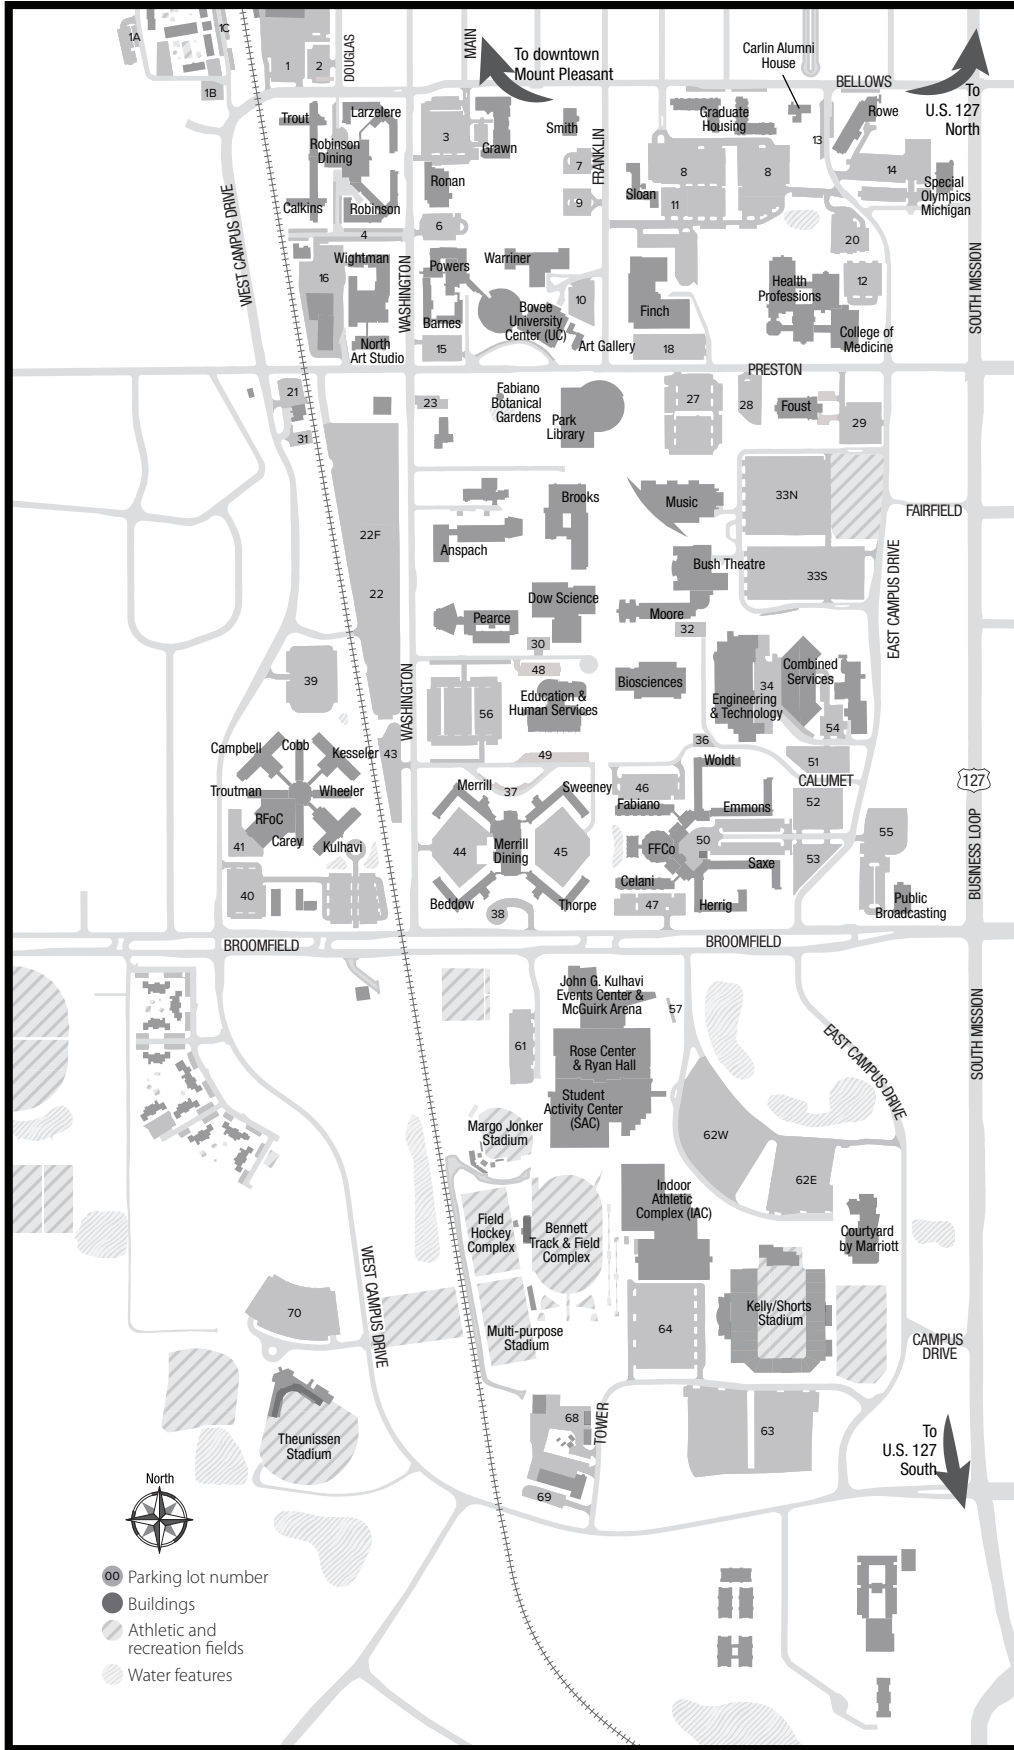 1A
1C
1B
1
2
DOUGLAS
MAIN
To downtown
Mount Pleasant
Carlin Alumni
House
BELLOWS
To
U.S. 127
North
Trout
Larzelere
Robinson
Dining
Calkins
Robinson
3
Grawn
Smith
7
FRANKLIN
Graduate
Housing
13
Rowe
WEST CAMPUS DRIVE
Ronan
9
Sloan
8
8
11
14
Special
Olympics
Michigan
4
6
20
16
Wightman
WASHINGTON
Powers
Warriner
SOUTH MISSION
Barnes
Bovee
University
Center (UC)
10
Finch
Health
Professions
12
North
Art Studio
15
Art Gallery
18
College of
Medicine
PRESTON
21
23
Fabiano
Botanical
Gardens
Park
Library
27
28
Foust
29
31
22F
22
Brooks
Music
33N
FAIRFIELD
Anspach
Bush Theatre
33S
EAST CAMPUS DRIVE
Dow Science
Pearce
Moore
32
30
39
WASHINGTON
48
Biosciences
Combined
Services
34
56
Education &
Human Services
Engineering
& Technology
54
Campbell
Cobb
Kesseler
43
49
36
Woldt
51
CALUMET
127
Troutman
Wheeler
Merrill
37
Sweeney
46
Fabiano
Emmons
52
RFoC
Carey
Kulhavi
41
44
Merrill
Dining
45
FFCo
50
Saxe
53
55
BUSINESS LOOP
40
Beddow
38
Thorpe
Celani
47
Herrig
Public
Broadcasting
BROOMFIELD
BROOMFIELD
John G. Kulhavi
Events Center &
McGuirk Arena
57
61
Rose Center
& Ryan Hall
EAST CAMPUS DRIVE
SOUTH MISSION
Student
Activity Center
(SAC)
Margo Jonker
Stadium
62W
62E
Indoor
Athletic
Complex (IAC)
Field
Hockey
Complex
Bennett
Track & Field
Complex
Courtyard
by Marriott
WEST CAMPUS DRIVE
70
Multi-purpose
Stadium
64
Kelly/Shorts
Stadium
CAMPUS
DRIVE
68
TOWER
63
To
U.S. 127
South
Theunissen
Stadium
69
North
00 Parking lot number
Buildings
Athletic and
recreation fields
Water features